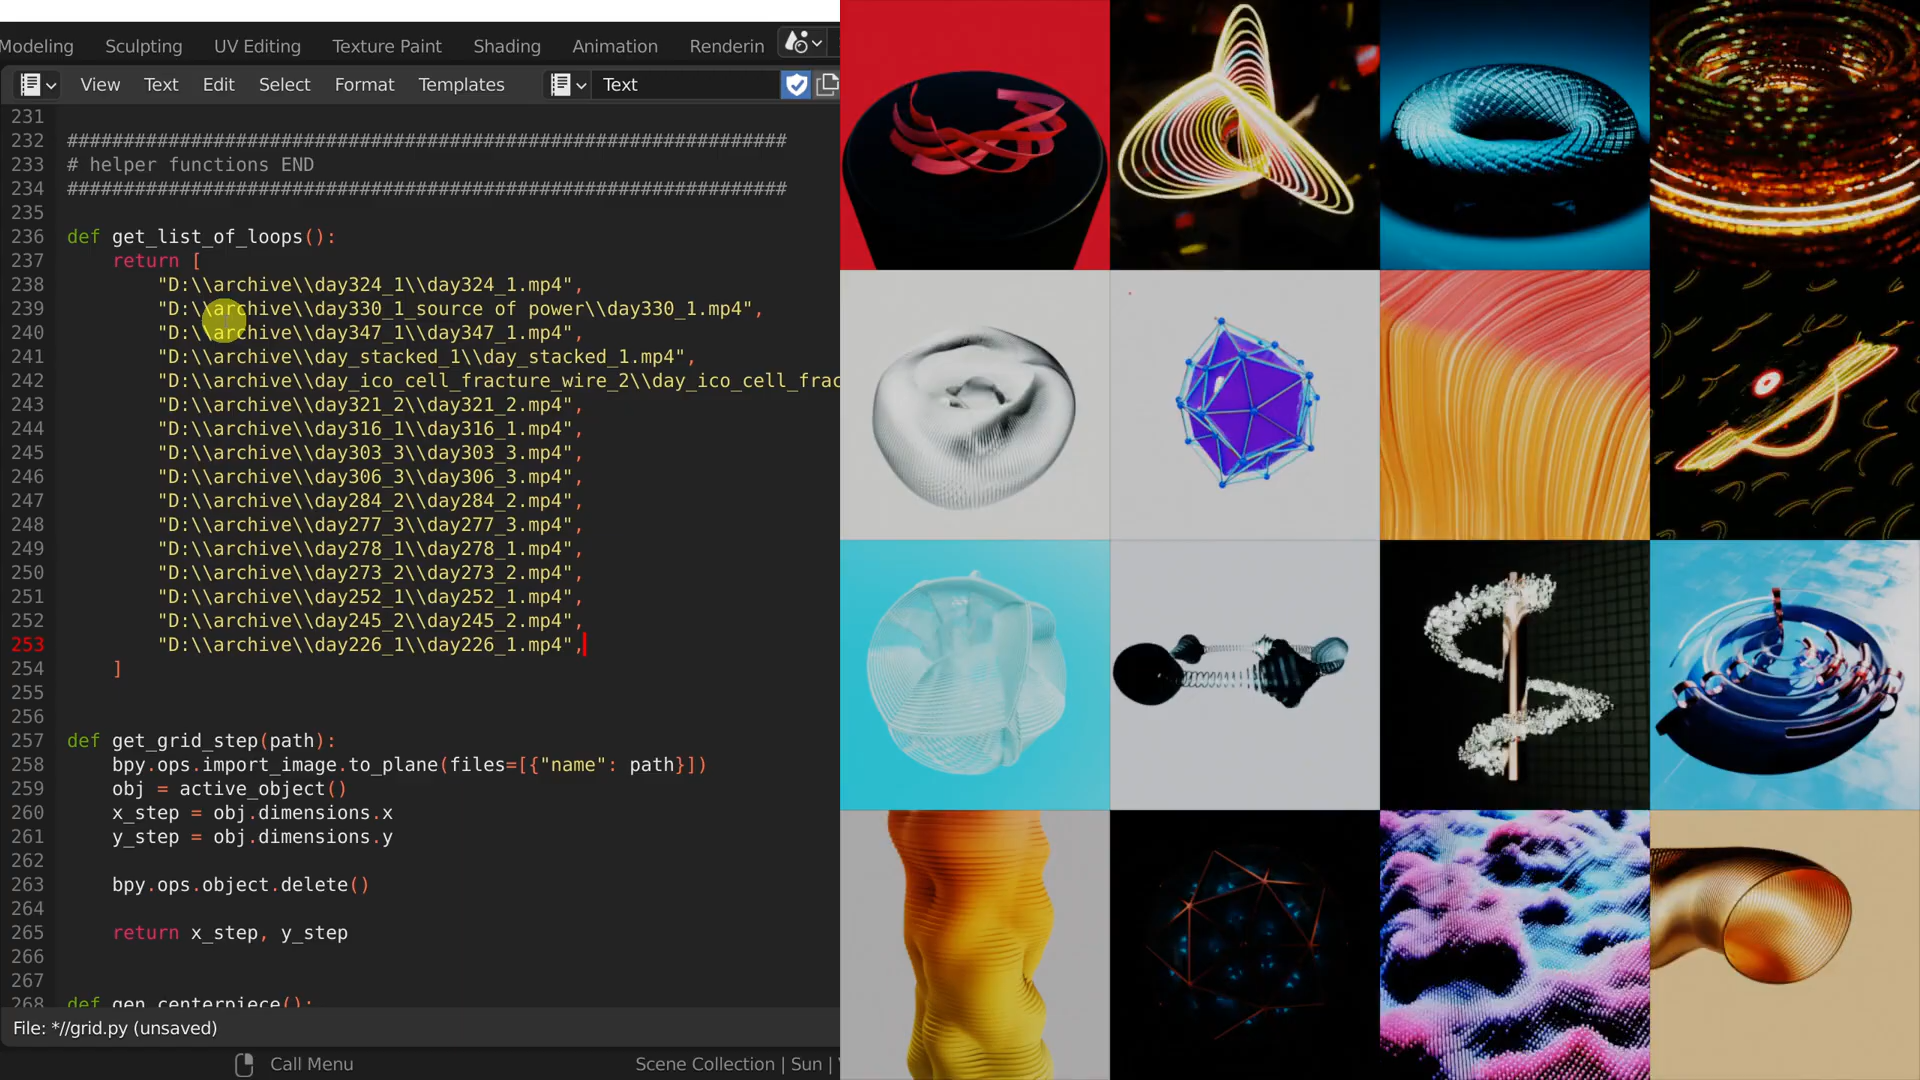 Modeling Sculpting UV Editing Texture Paint Shading Animation Renderin
View Text Edit Select Format Templates Text
231
232 ################################################################
233 # helper functions END
234 ################################################################
235
236 def get_list_of_loops():
237 return [
238 "D:\\archive\\day324_1\\day324_1.mp4",
239 "D:\\archive\\day330_1_source of power\\day330_1.mp4",
240 "D:\\archive\\day347_1\\day347_1.mp4",
241 "D:\\archive\\day_stacked_1\\day_stacked_1.mp4",
242 "D:\\archive\\day_ico_cell_fracture_wire_2\\day_ico_cell_frac
243 "D:\\archive\\day321_2\\day321_2.mp4",
244 "D:\\archive\\day316_1\\day316_1.mp4",
245 "D:\\archive\\day303_3\\day303_3.mp4",
246 "D:\\archive\\day306_3\\day306_3.mp4",
247 "D:\\archive\\day284_2\\day284_2.mp4",
248 "D:\\archive\\day277_3\\day277_3.mp4",
249 "D:\\archive\\day278_1\\day278_1.mp4",
250 "D:\\archive\\day273_2\\day273_2.mp4",
251 "D:\\archive\\day252_1\\day252_1.mp4",
252 "D:\\archive\\day245_2\\day245_2.mp4",
253 "D:\\archive\\day226_1\\day226_1.mp4",
254 ]
255
256
257 def get_grid_step(path):
258 bpy.ops.import_image.to_plane(files=[{"name": path}])
259 obj = active_object()
260 x_step = obj.dimensions.x
261 y_step = obj.dimensions.y
262
263 bpy.ops.object.delete()
264
265 return x_step, y_step
266
267
268 def gen_centerpiece():
File: *//grid.py (unsaved)
Call Menu Scene Collection | Sun |